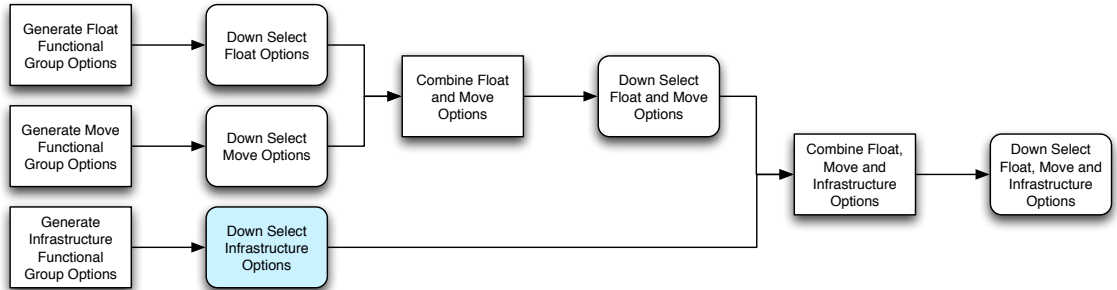 Generate Float
Functional
Group Options
Down Select
Float Options
Generate Move
Functional
Group Options
Down Select
Move Options
Generate
Infrastructure
Functional
Group Options
Down Select
Infrastructure
Options
Combine Float
and Move
Options
Down Select
Float and Move
Options
Combine Float,
Move and
Infrastructure
Options
Down Select
Float, Move and
Infrastructure
Options